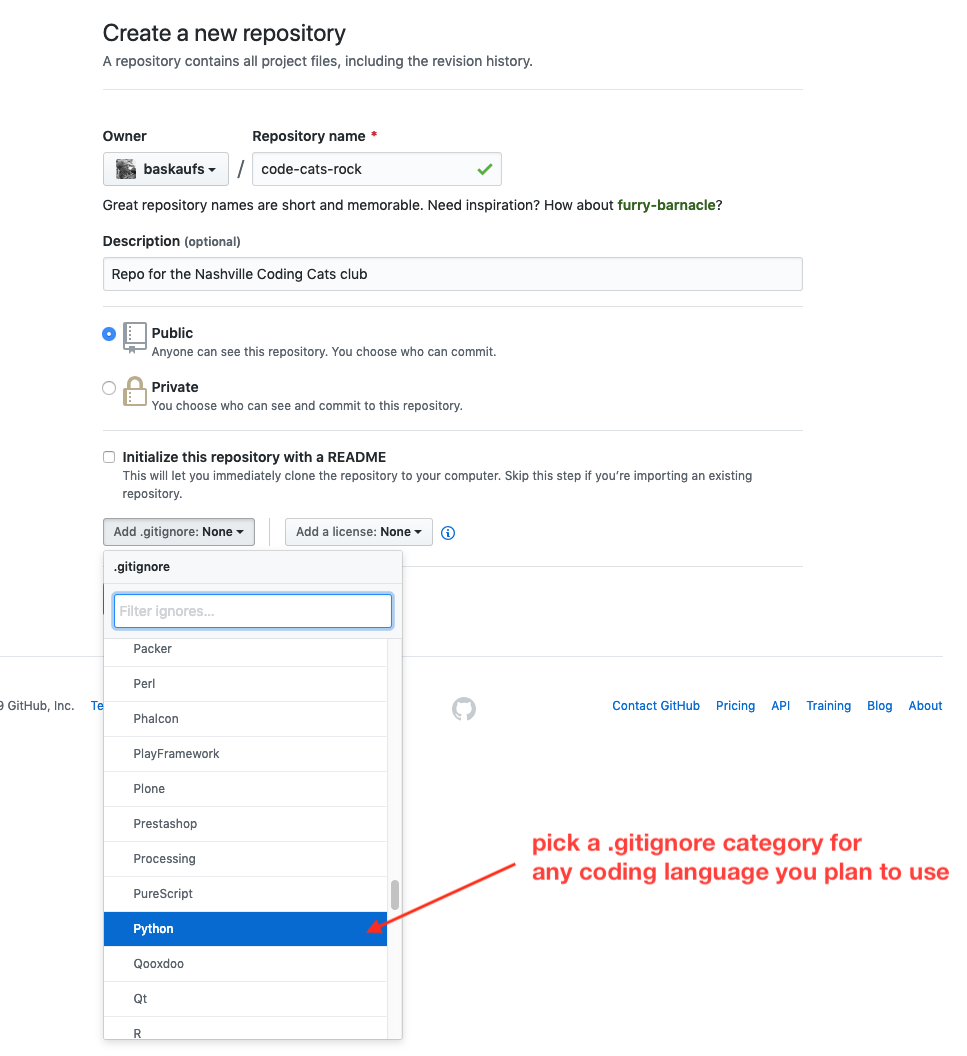 Create a new repository
A repository contains all project files, including the revision history.
Owner
Repository name *
baskaufs
/
code-cats-rock
Great repository names are short and memorable. Need inspiration? How about furry-barnacle?
Description (optional)
Repo for the Nashville Coding Cats club
Public
Anyone can see this repository. You choose who can commit.
Private
You choose who can see and commit to this repository.
Initialize this repository with a README
This will let you immediately clone the repository to your computer. Skip this step if you’re importing an existing
repository.
Add .gitignore: None
Add a license: None
.gitignore
Filter ignores...
Packer
Perl
Phalcon
PlayFramework
Plone
Prestashop
Processing
PureScript
Python
Qooxdoo
Qt
R
9 GitHub, Inc. Te
Contact GitHub Pricing API Training Blog About
pick a .gitignore category for
any coding language you plan to use